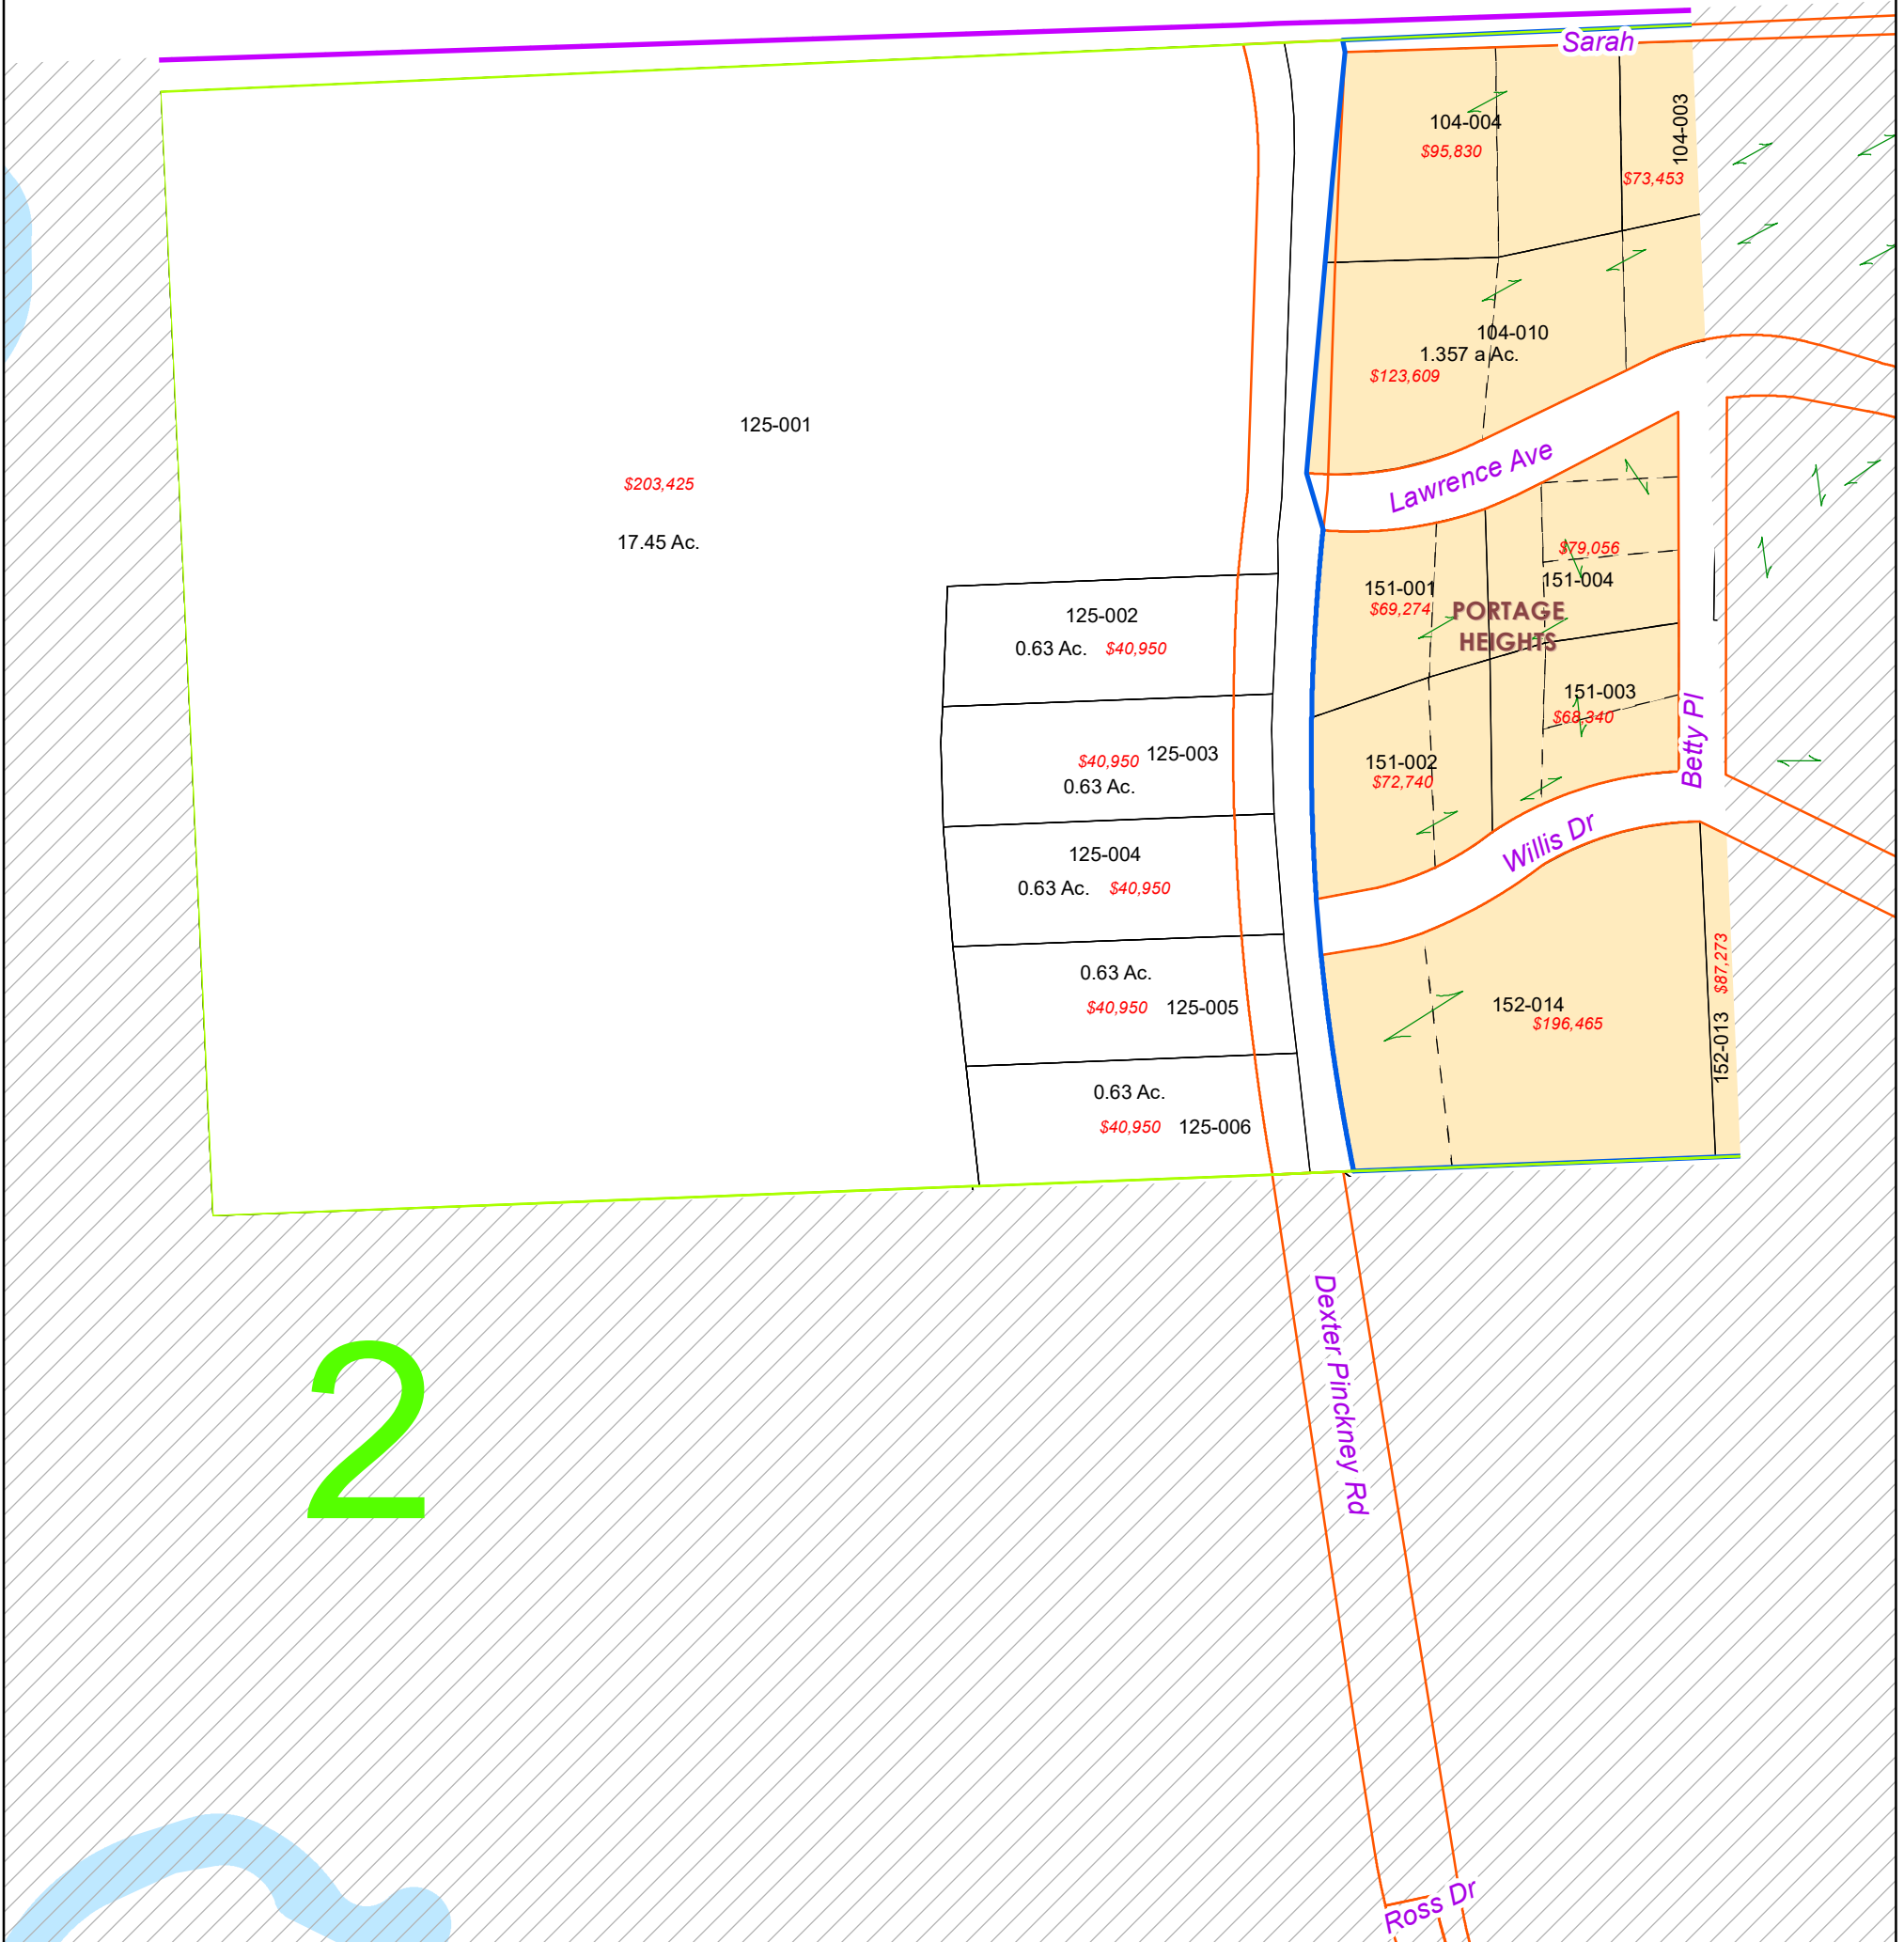 Sarah
104-004
$95,830
104-003
$73,453
104-010
1.357 a Ac.
$123,609
125-001
$203,425
17.45 Ac.
Lawrence Ave
125-002
0.63 Ac. $40,950
$40,950 125-003
0.63 Ac.
125-004
0.63 Ac. $40,950
0.63 Ac.
$40,950 125-005
0.63 Ac.
$40,950 125-006
$79,056
151-004
151-001
$69,274
PORTAGE
HEIGHTS
151-003
$68,340
151-002
$72,740
Betty Pl
Willis Dr
152-014
$196,465
$87,273
152-013
2
Dexter Pinckney Rd
Ross Dr